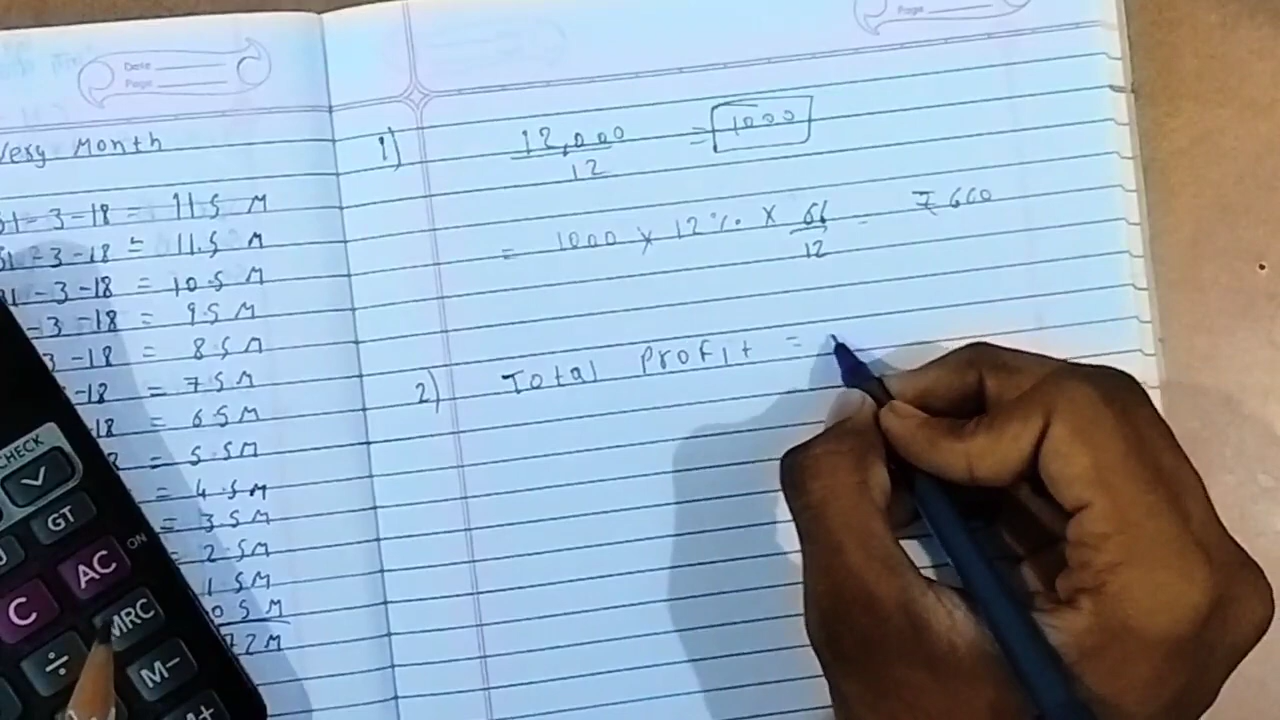 Date
Page
Page
very Month
31-3-18 = 11.5 M
31-3-18 = 11.5 M
31-3-18 = 10.5 M
-3-18 = 9.5 M
3-18 = 8.5 M
-18 = 7.5 M
18 = 6.5 M
= 5.5 M
= 4.5 M
= 3.5 M
= 2.5 M
1.5 M
0.5 M
72 M
1) 12,000
12
= 1000
= 1000 × 12% × 66
12
= ₹ 660
2) Total Profit =
CHECK
GT
ON
AC
C
MRC
÷
M-
M+